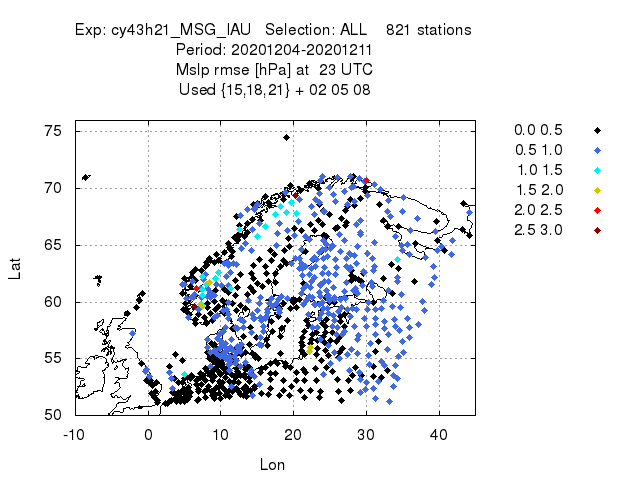 Exp: cy43h21_MSG_IAU Selection: ALL 821 stations
Period: 20201204-20201211
Mslp rmse [hPa] at 23 UTC
Used {15,18,21} + 02 05 08
75
70
65
60
55
50
-10 0 10 20 30 40
Lat
Lon
0.0 0.5
0.5 1.0
1.0 1.5
1.5 2.0
2.0 2.5
2.5 3.0